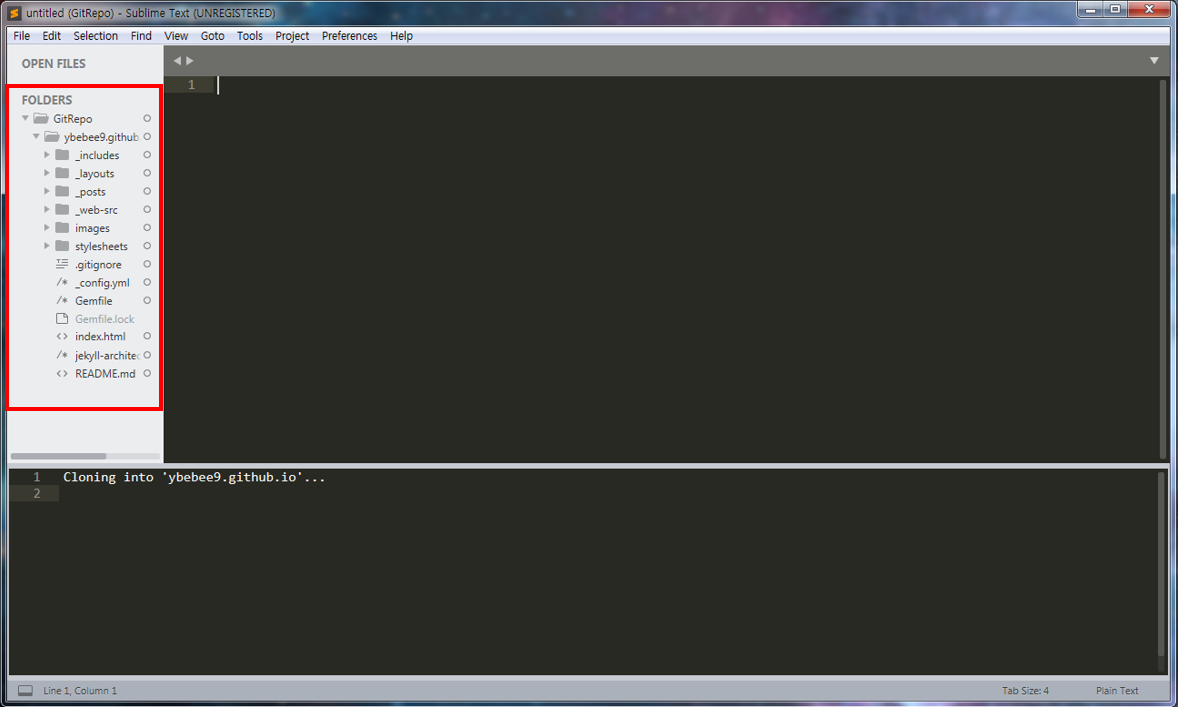 untitled (GitRepo) - Sublime Text (UNREGISTERED)
File Edit Selection Find View Goto Tools Project Preferences Help
OPEN FILES
FOLDERS
GitRepo
ybebee9.github
_includes
_layouts
_posts
_web-src
images
stylesheets
.gitignore
/* _config.yml
/* Gemfile
Gemfile.lock
<> index.html
/* jekyll-architec
<> README.md
1
1 Cloning into 'ybebee9.github.io'...
2
Line 1, Column 1
Tab Size: 4
Plain Text